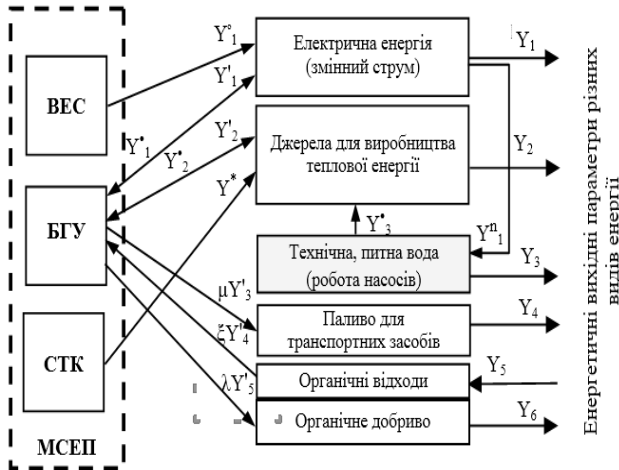 ВЕС
БГУ
СТК
МСЕП
Y°₁
Y'₁
Y•₁
Y•₂
Y'₂
Y*
Y•₃
Yⁿ₁
μY'₃
ξY'₄
λY'₅
Електрична енергія
(змінний струм)
Джерела для виробництва
теплової енергії
Технічна, питна вода
(робота насосів)
Паливо для
транспортних засобів
Органічні відходи
Органічне добриво
Y₁
Y₂
Y₃
Y₄
Y₅
Y₆
Енергетичні вихідні параметри різних
видів енергії